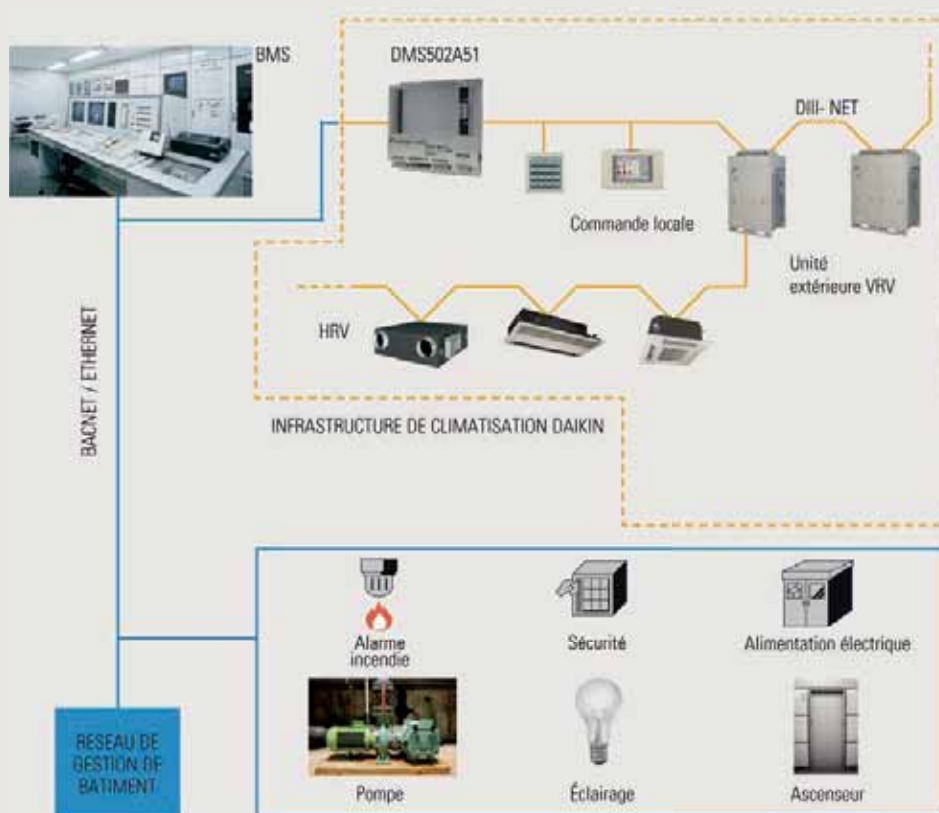 BMS
DMS502A51
DIII- NET
Commande locale
Unité
extérieure VRV
HRV
BACNET / ETHERNET
INFRASTRUCTURE DE CLIMATISATION DAIKIN
Alarme
incendie
Sécurité
Alimentation électrique
RESEAU DE
GESTION DE
BATIMENT
Pompe
Éclairage
Ascenseur